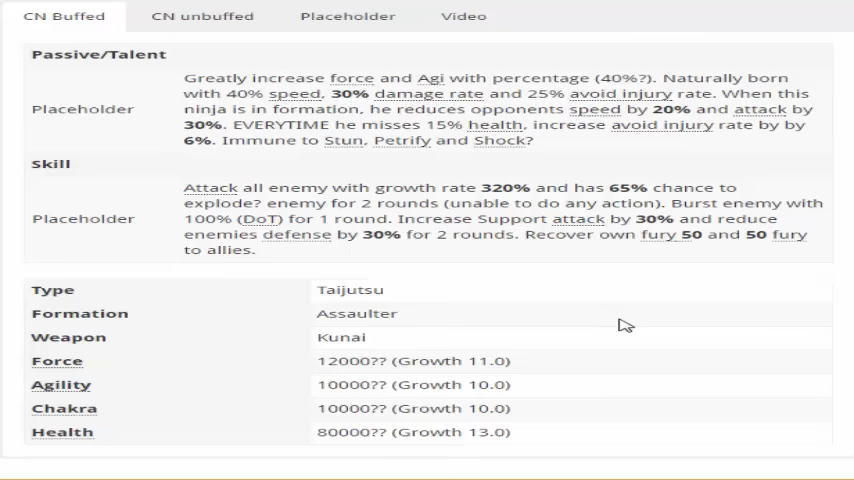 CN Buffed CN unbuffed Placeholder Video
Passive/Talent
Greatly increase force and Agi with percentage (40%?). Naturally born
with 40% speed, 30% damage rate and 25% avoid injury rate. When this
Placeholder ninja is in formation, he reduces opponents speed by 20% and attack by
30%. EVERYTIME he misses 15% health, increase avoid injury rate by by
6%. Immune to Stun, Petrify and Shock?
Skill
Attack all enemy with growth rate 320% and has 65% chance to
explode? enemy for 2 rounds (unable to do any action). Burst enemy with
Placeholder 100% (DoT) for 1 round. Increase Support attack by 30% and reduce
enemies defense by 30% for 2 rounds. Recover own fury 50 and 50 fury
to allies.
Type Taijutsu
Formation Assaulter
Weapon Kunai
Force 12000?? (Growth 11.0)
Agility 10000?? (Growth 10.0)
Chakra 10000?? (Growth 10.0)
Health 80000?? (Growth 13.0)